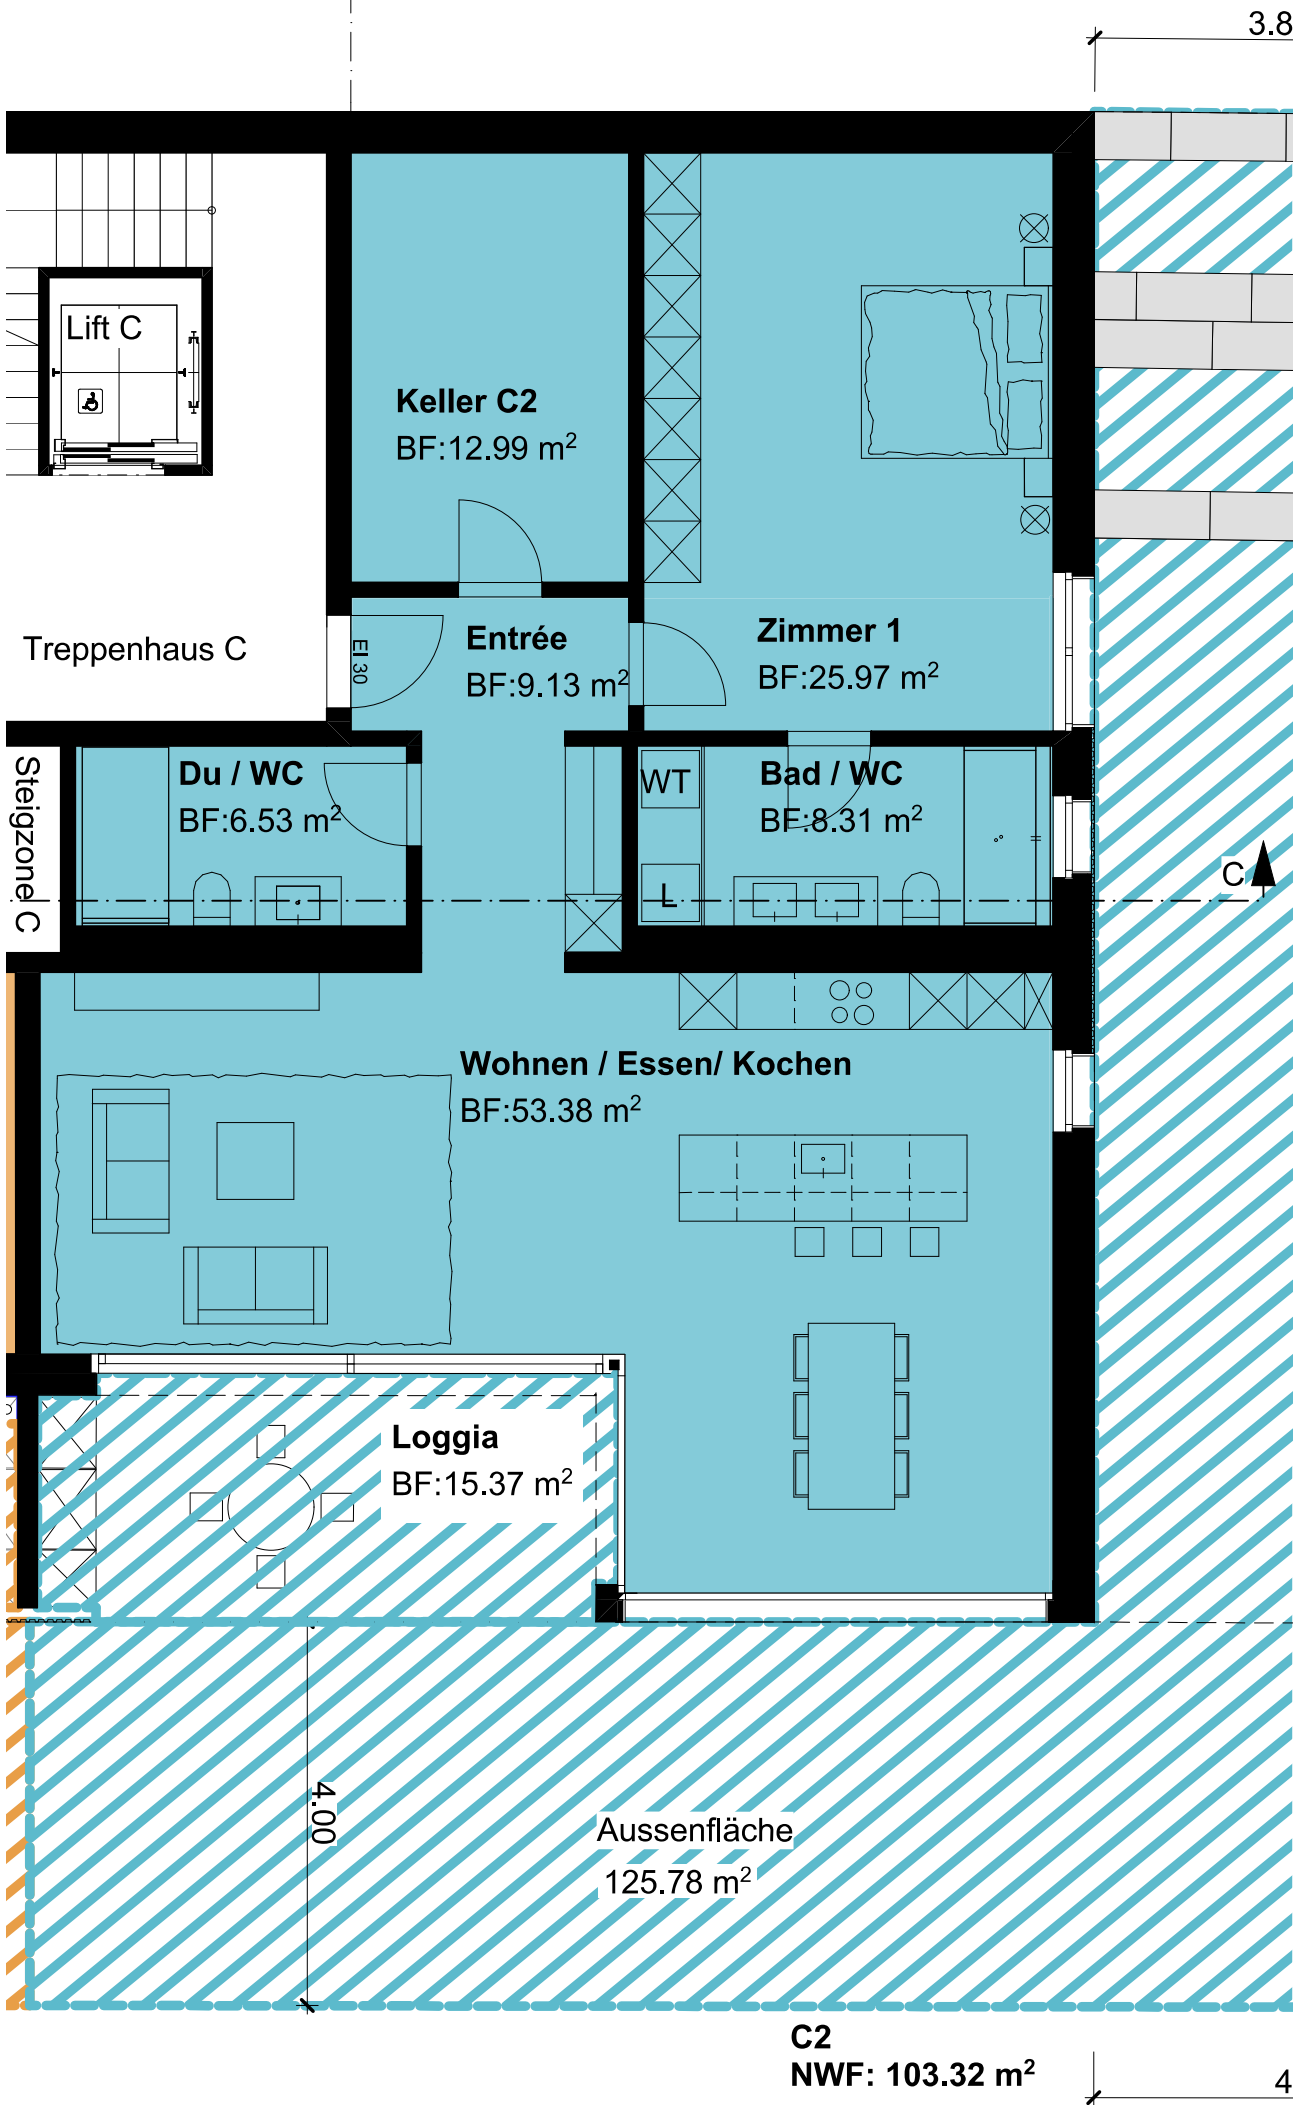 3.8
Lift C
Keller C2
BF:12.99 m²
Treppenhaus C
EI 30
Entrée
BF:9.13 m²
Zimmer 1
BF:25.97 m²
Steigzone C
Du / WC
BF:6.53 m²
WT
L
Bad / WC
BF:8.31 m²
C
Wohnen / Essen/ Kochen
BF:53.38 m²
Loggia
BF:15.37 m²
4.00
Aussenfläche
125.78 m²
C2
NWF: 103.32 m²
4